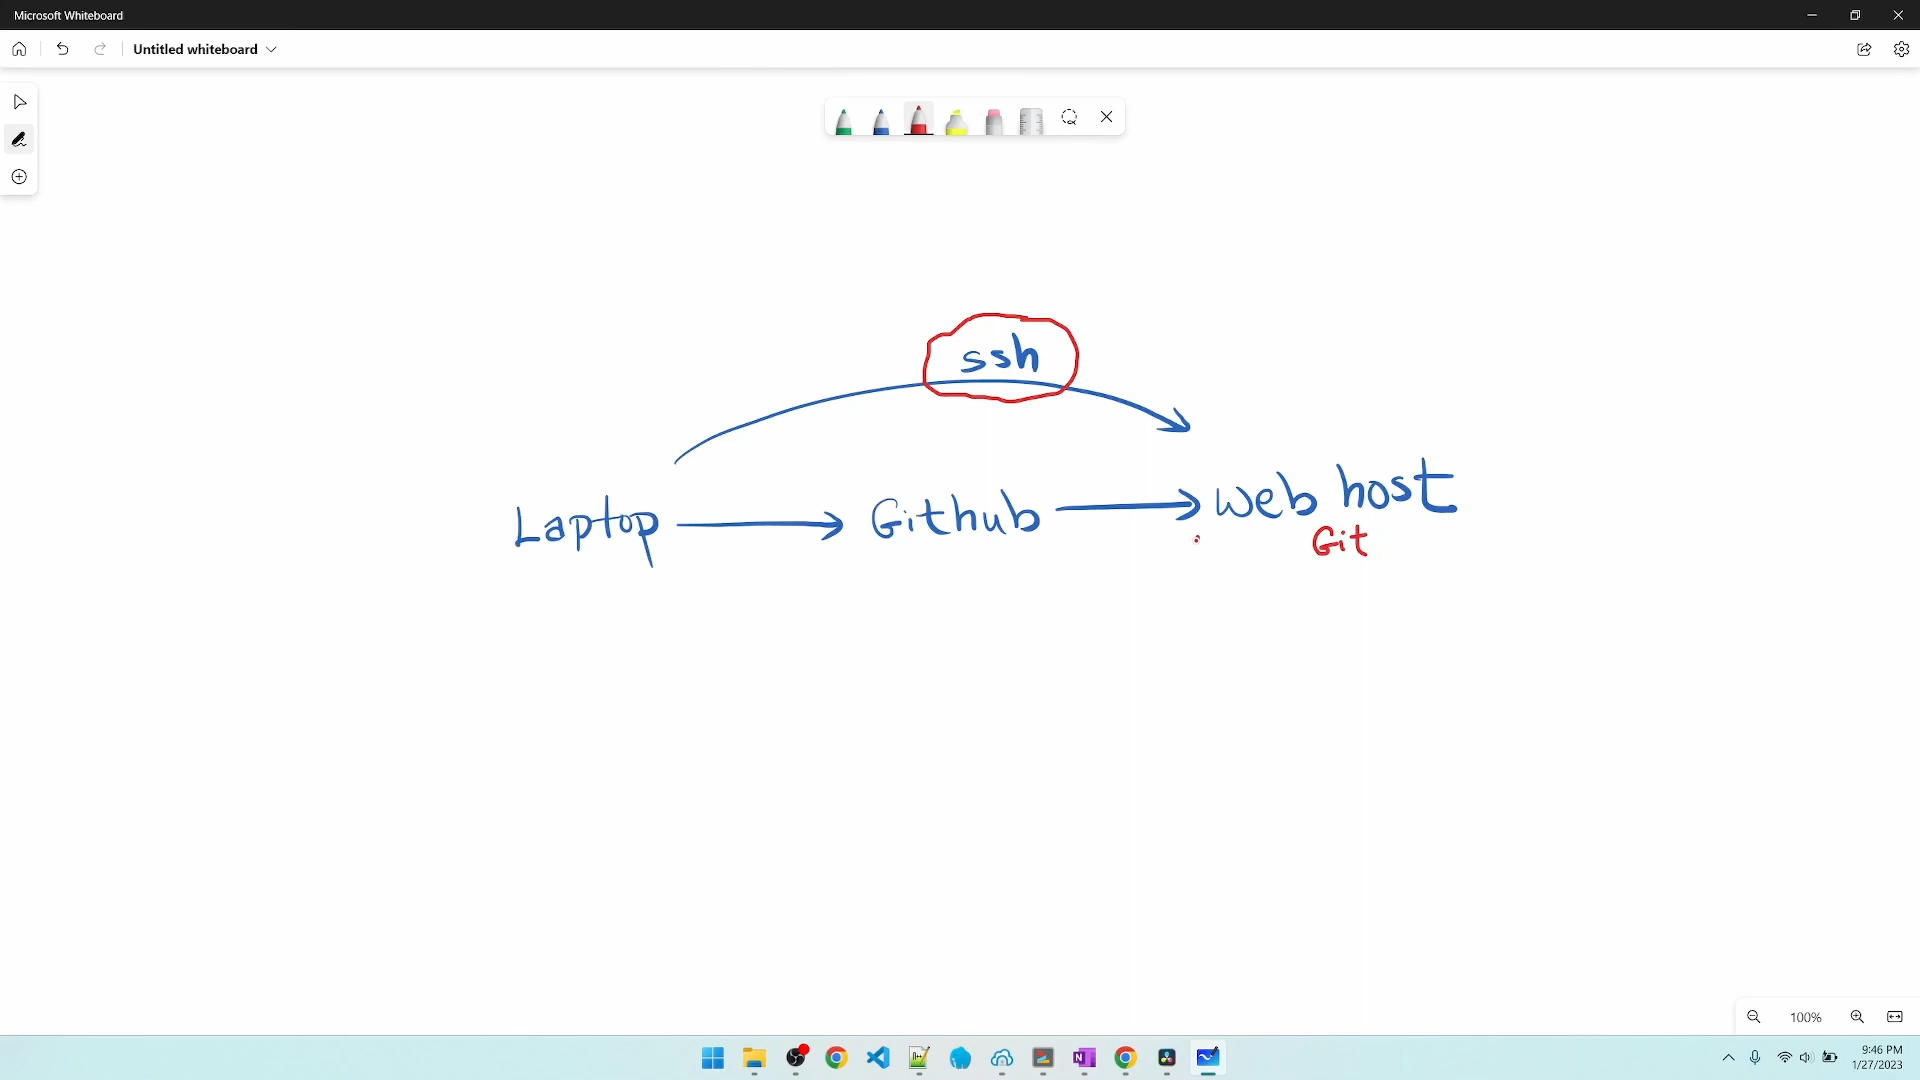 Microsoft Whiteboard
Untitled whiteboard
ssh
Laptop Github Web host
Git
100%
9:46 PM
1/27/2023